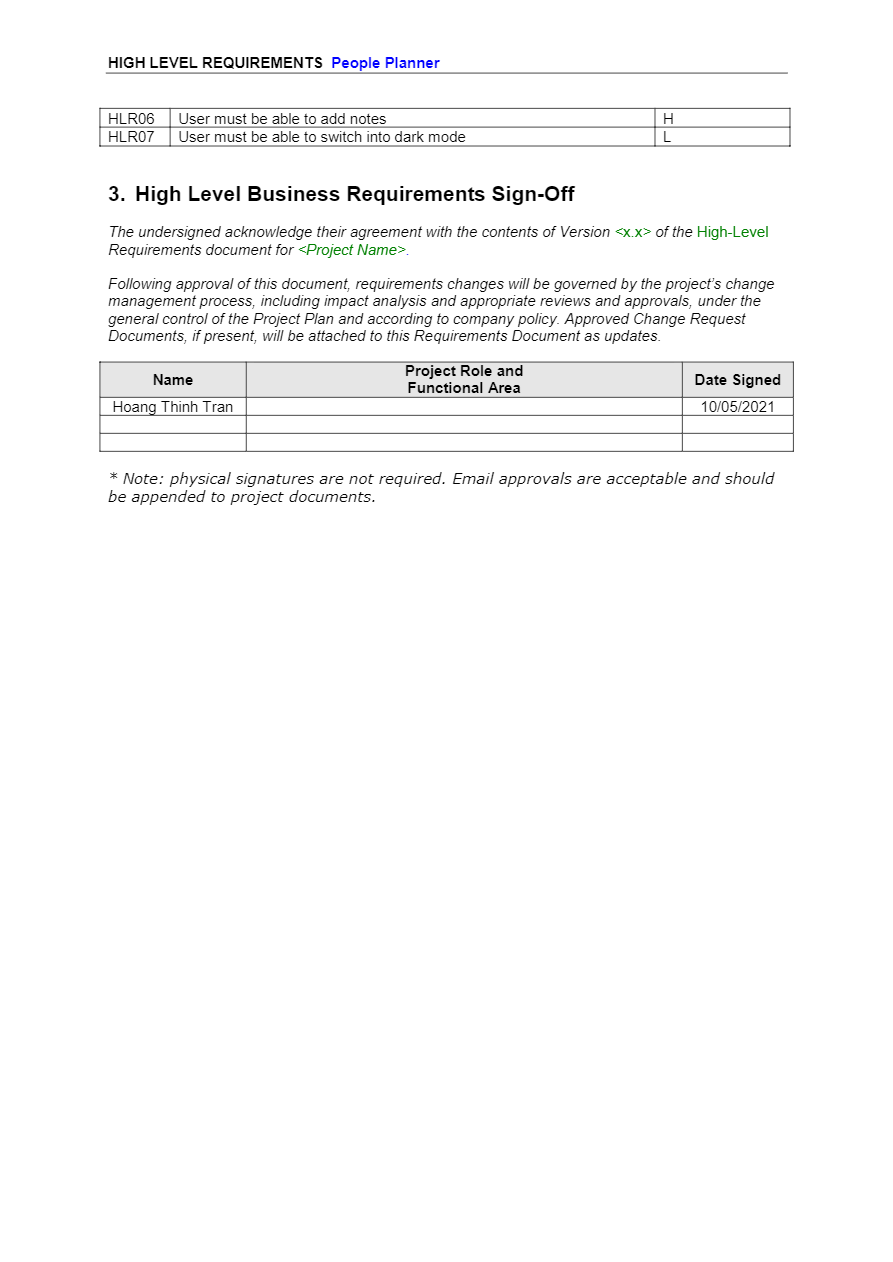 HIGH LEVEL REQUIREMENTS People Planner
HLR06 User must be able to add notes H
HLR07 User must be able to switch into dark mode L
3. High Level Business Requirements Sign-Off
The undersigned acknowledge their agreement with the contents of Version <x.x> of the High-Level
Requirements document for <Project Name>.
Following approval of this document, requirements changes will be governed by the project's change
management process, including impact analysis and appropriate reviews and approvals, under the
general control of the Project Plan and according to company policy. Approved Change Request
Documents, if present, will be attached to this Requirements Document as updates.
Name Project Role and Date Signed
Functional Area
Hoang Thinh Tran 10/05/2021
* Note: physical signatures are not required. Email approvals are acceptable and should
be appended to project documents.